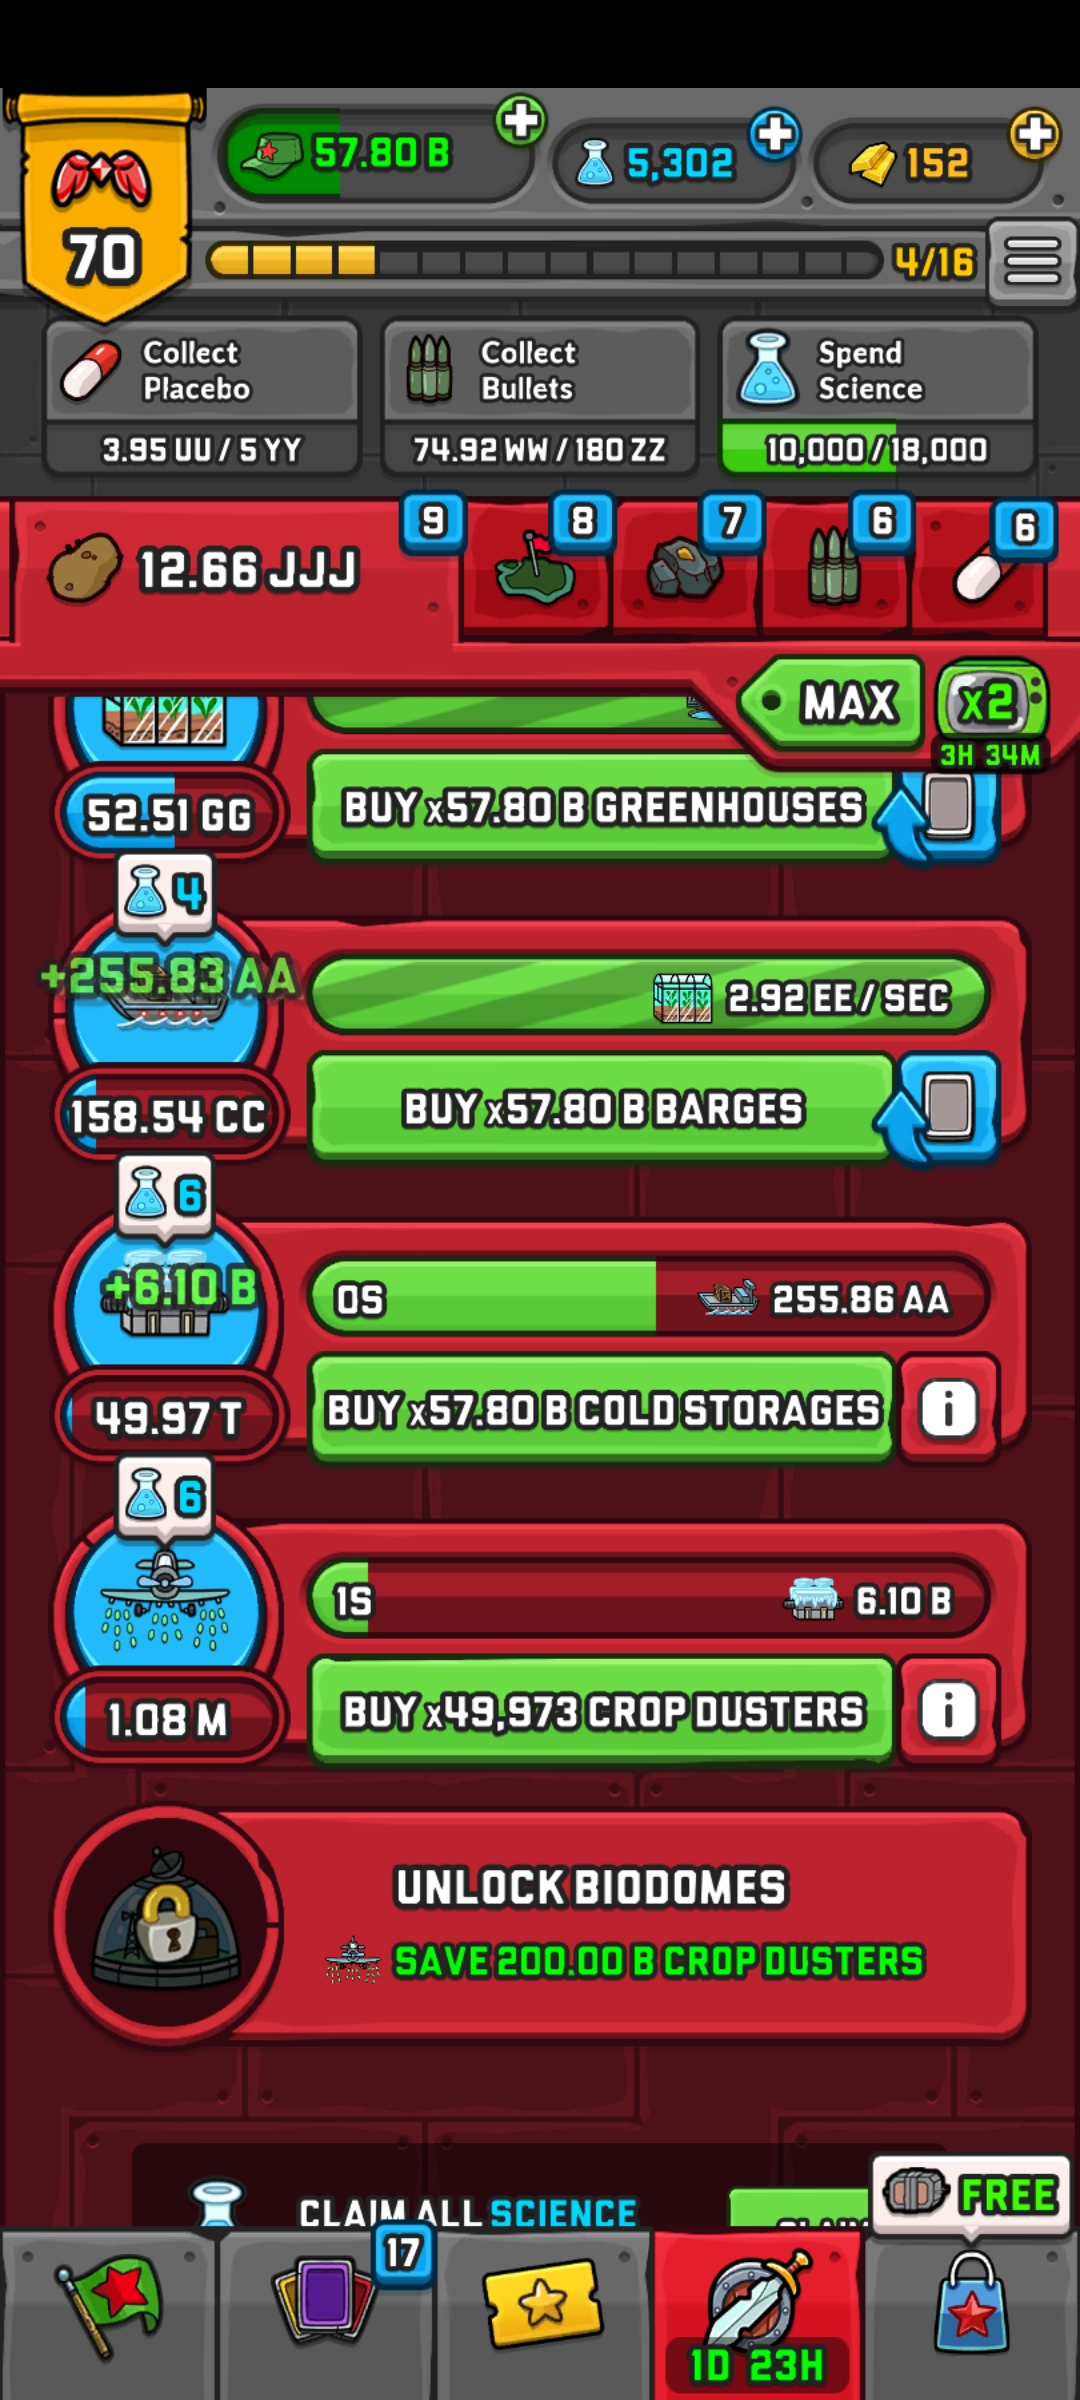 70
57.80 B
5,302
152
4/16
Collect
Placebo
3.95 UU / 5 YY
Collect
Bullets
74.92 WW / 180 ZZ
Spend
Science
10,000 / 18,000
12.66 JJJ
9
8
7
6
6
MAX
x2
3H 34M
52.51 GG
BUY x57.80 B GREENHOUSES
4
+255.83 AA
2.92 EE / SEC
158.54 CC
BUY x57.80 B BARGES
6
+6.10 B
0S
255.86 AA
49.97 T
BUY x57.80 B COLD STORAGES
i
6
1S
6.10 B
1.08 M
BUY x49,973 CROP DUSTERS
i
UNLOCK BIODOMES
SAVE 200.00 B CROP DUSTERS
CLAIM ALL SCIENCE
FREE
17
1D 23H